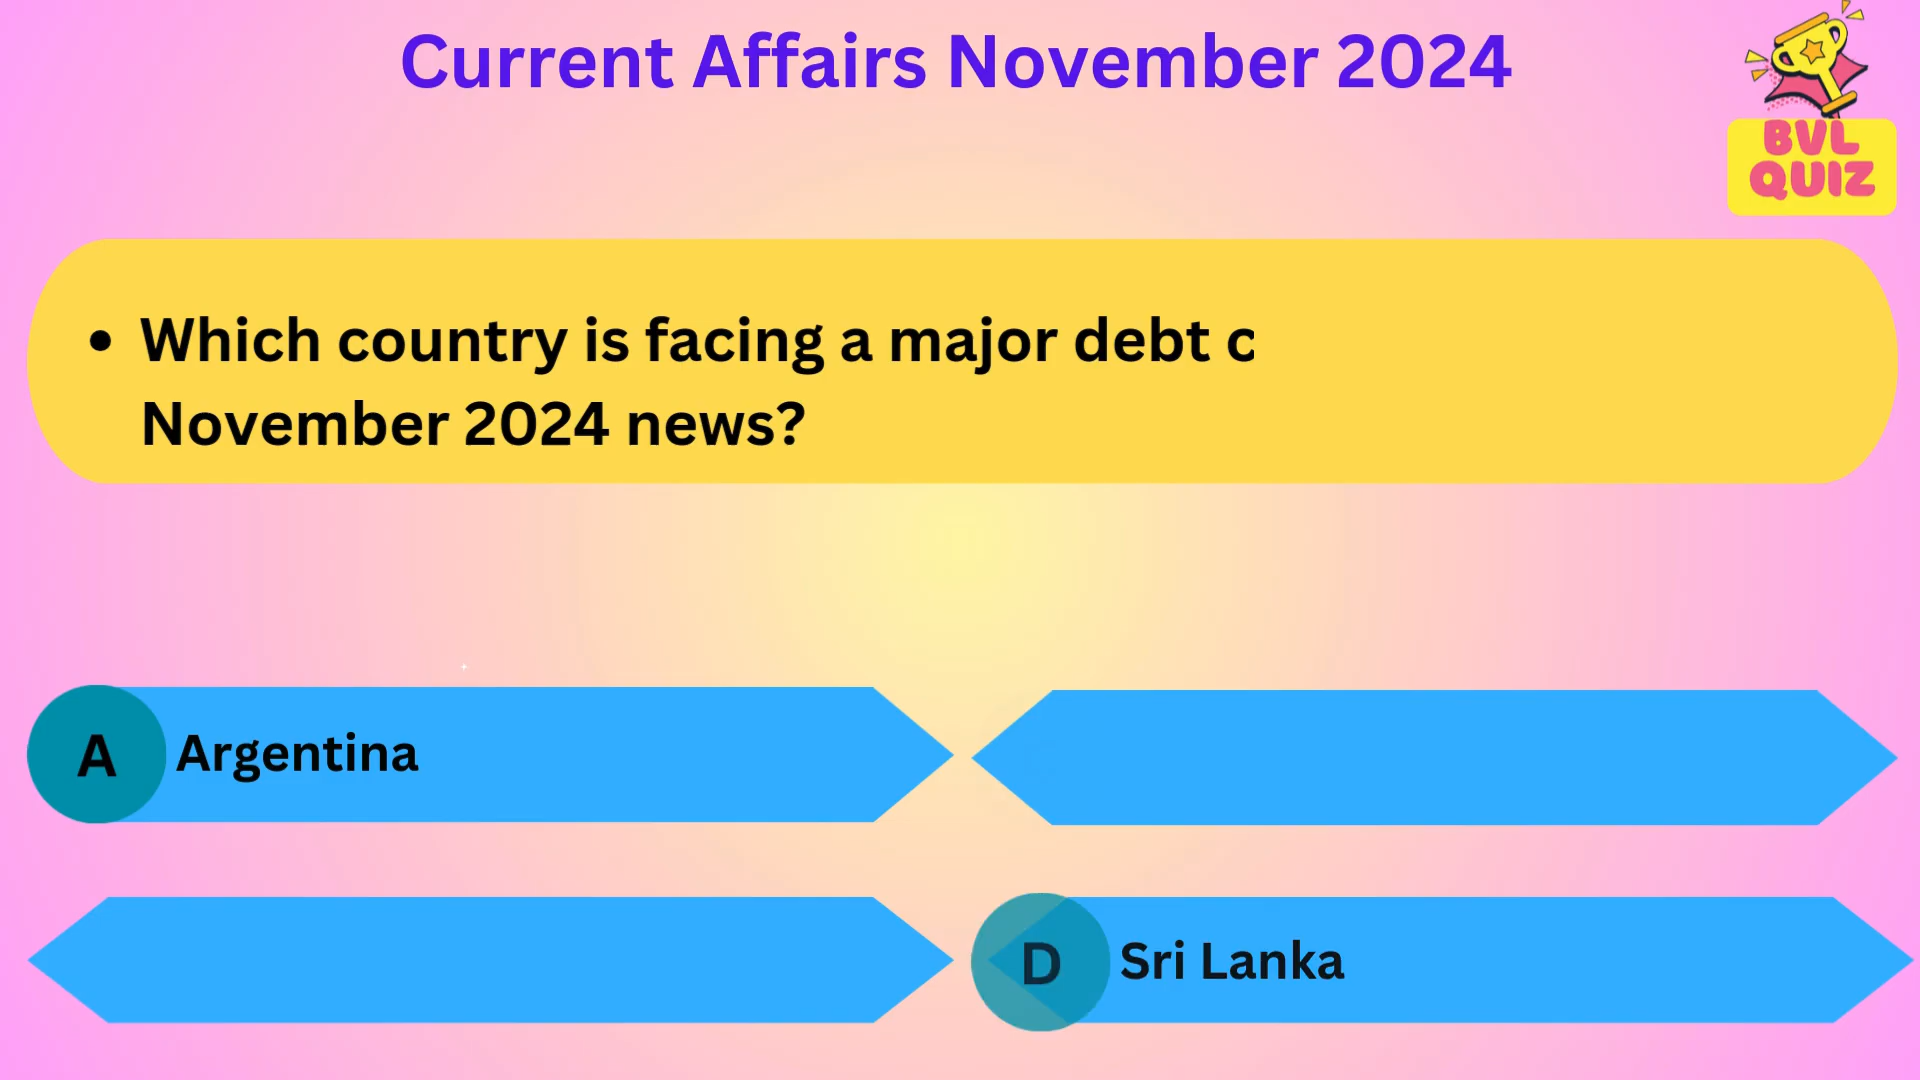 Current Affairs November 2024
BVL
QUIZ
• Which country is facing a major debt c
November 2024 news?
A Argentina
D Sri Lanka